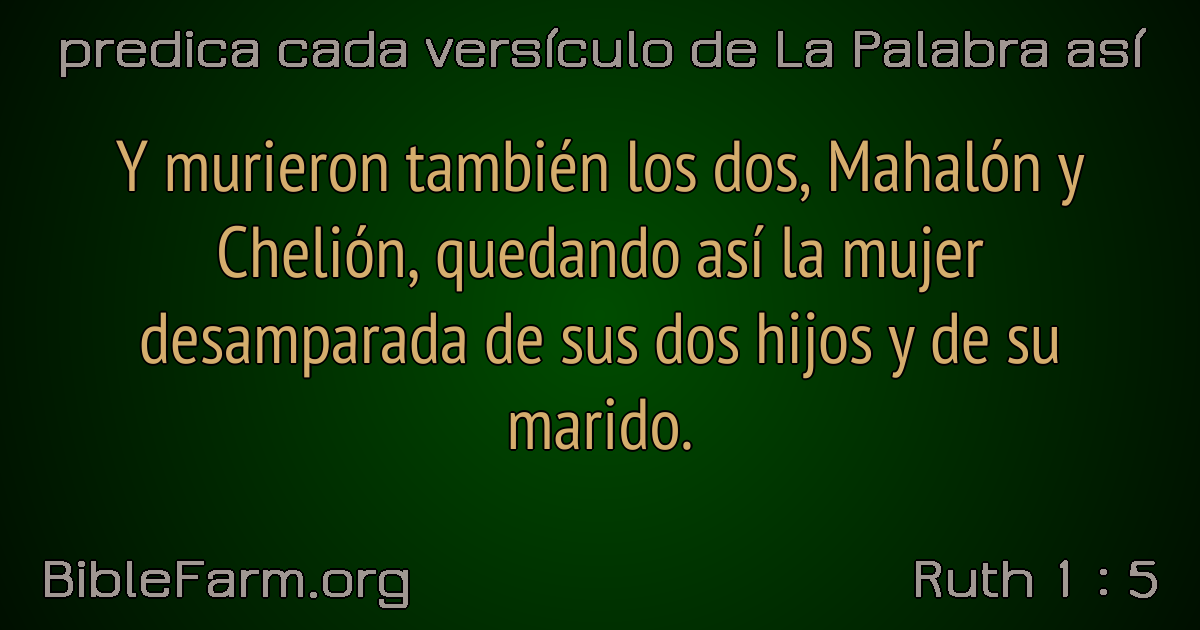 predica cada versículo de La Palabra así
Y murieron también los dos, Mahalón y
Chelión, quedando así la mujer
desamparada de sus dos hijos y de su
marido.
BibleFarm.org
Ruth 1 : 5